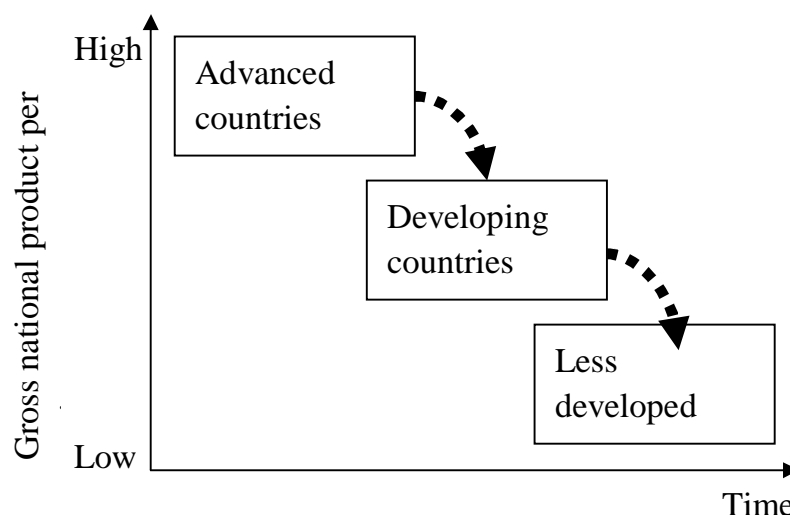 High
Advanced
countries
Developing
countries
Less
developed
Low
Time
Gross national product per